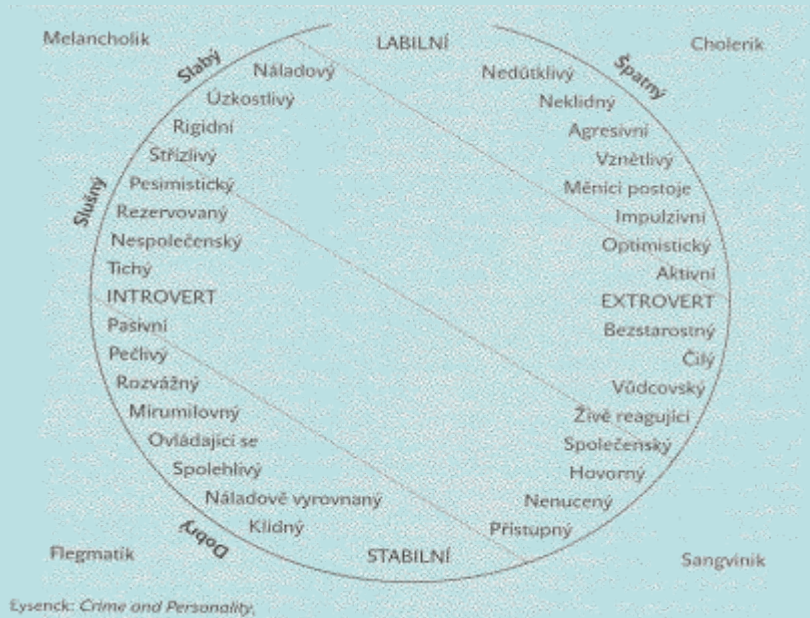 Melancholik
LABILNÍ
Cholerik
Slabý
Špatný
Slušný
Dobrý
Náladový
Úzkostlivý
Rigidní
Střízlivý
Pesimistický
Rezervovaný
Nespolečenský
Tichý
INTROVERT
Pasivní
Pečlivý
Rozvážný
Mírumilovný
Ovládající se
Spolehlivý
Náladově vyrovnaný
Klidný
Nedůtklivý
Neklidný
Agresivní
Vznětlivý
Měnící postoje
Impulzivní
Optimistický
Aktivní
EXTROVERT
Bezstarostný
Čilý
Vůdcovský
Živě reagující
Společenský
Hovorný
Nenucený
Přístupný
Flegmatik
STABILNÍ
Sangvinik
Eysenck: Crime and Personality,